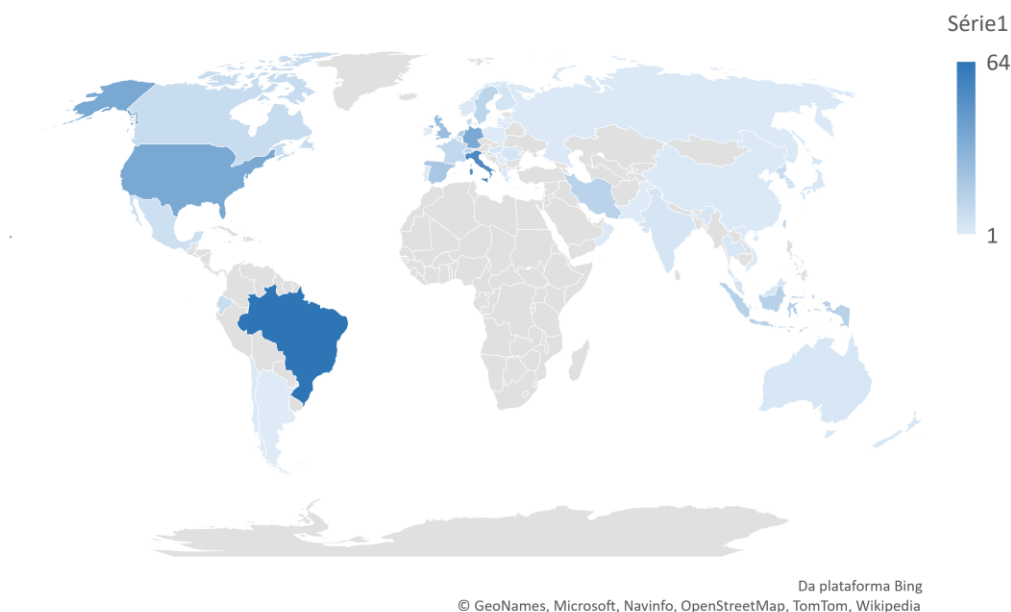 Série1
64
1
Da plataforma Bing
© GeoNames, Microsoft, Navinfo, OpenStreetMap, TomTom, Wikipedia